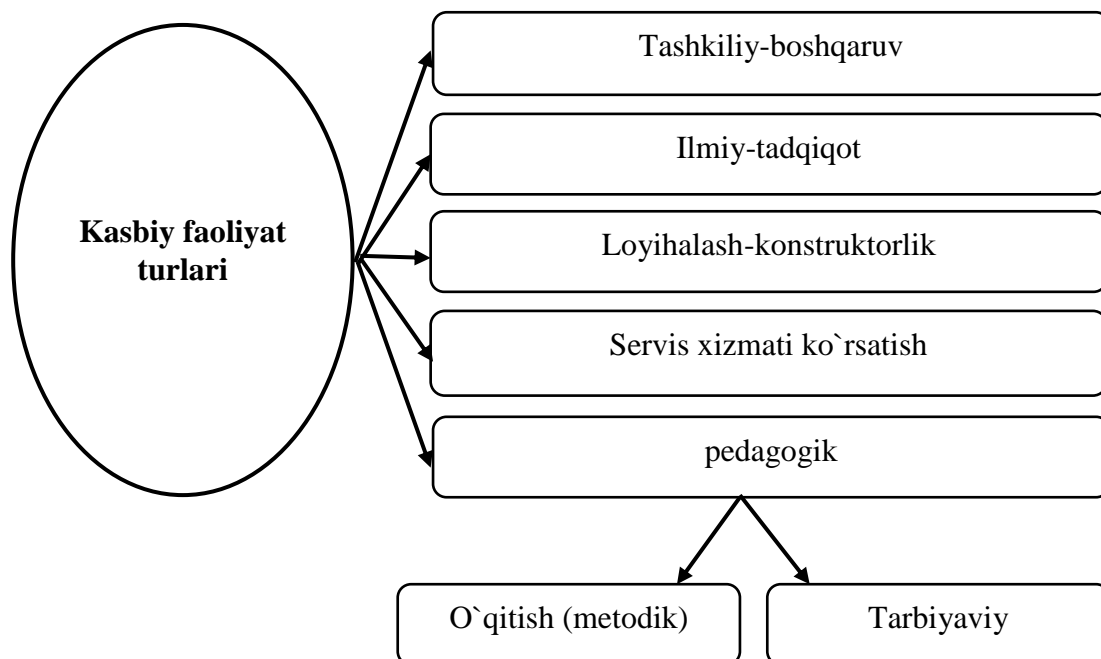 Kasbiy faoliyat
turlari
Tashkiliy-boshqaruv
Ilmiy-tadqiqot
Loyihalash-konstruktorlik
Servis xizmati ko`rsatish
pedagogik
O`qitish (metodik)
Tarbiyaviy